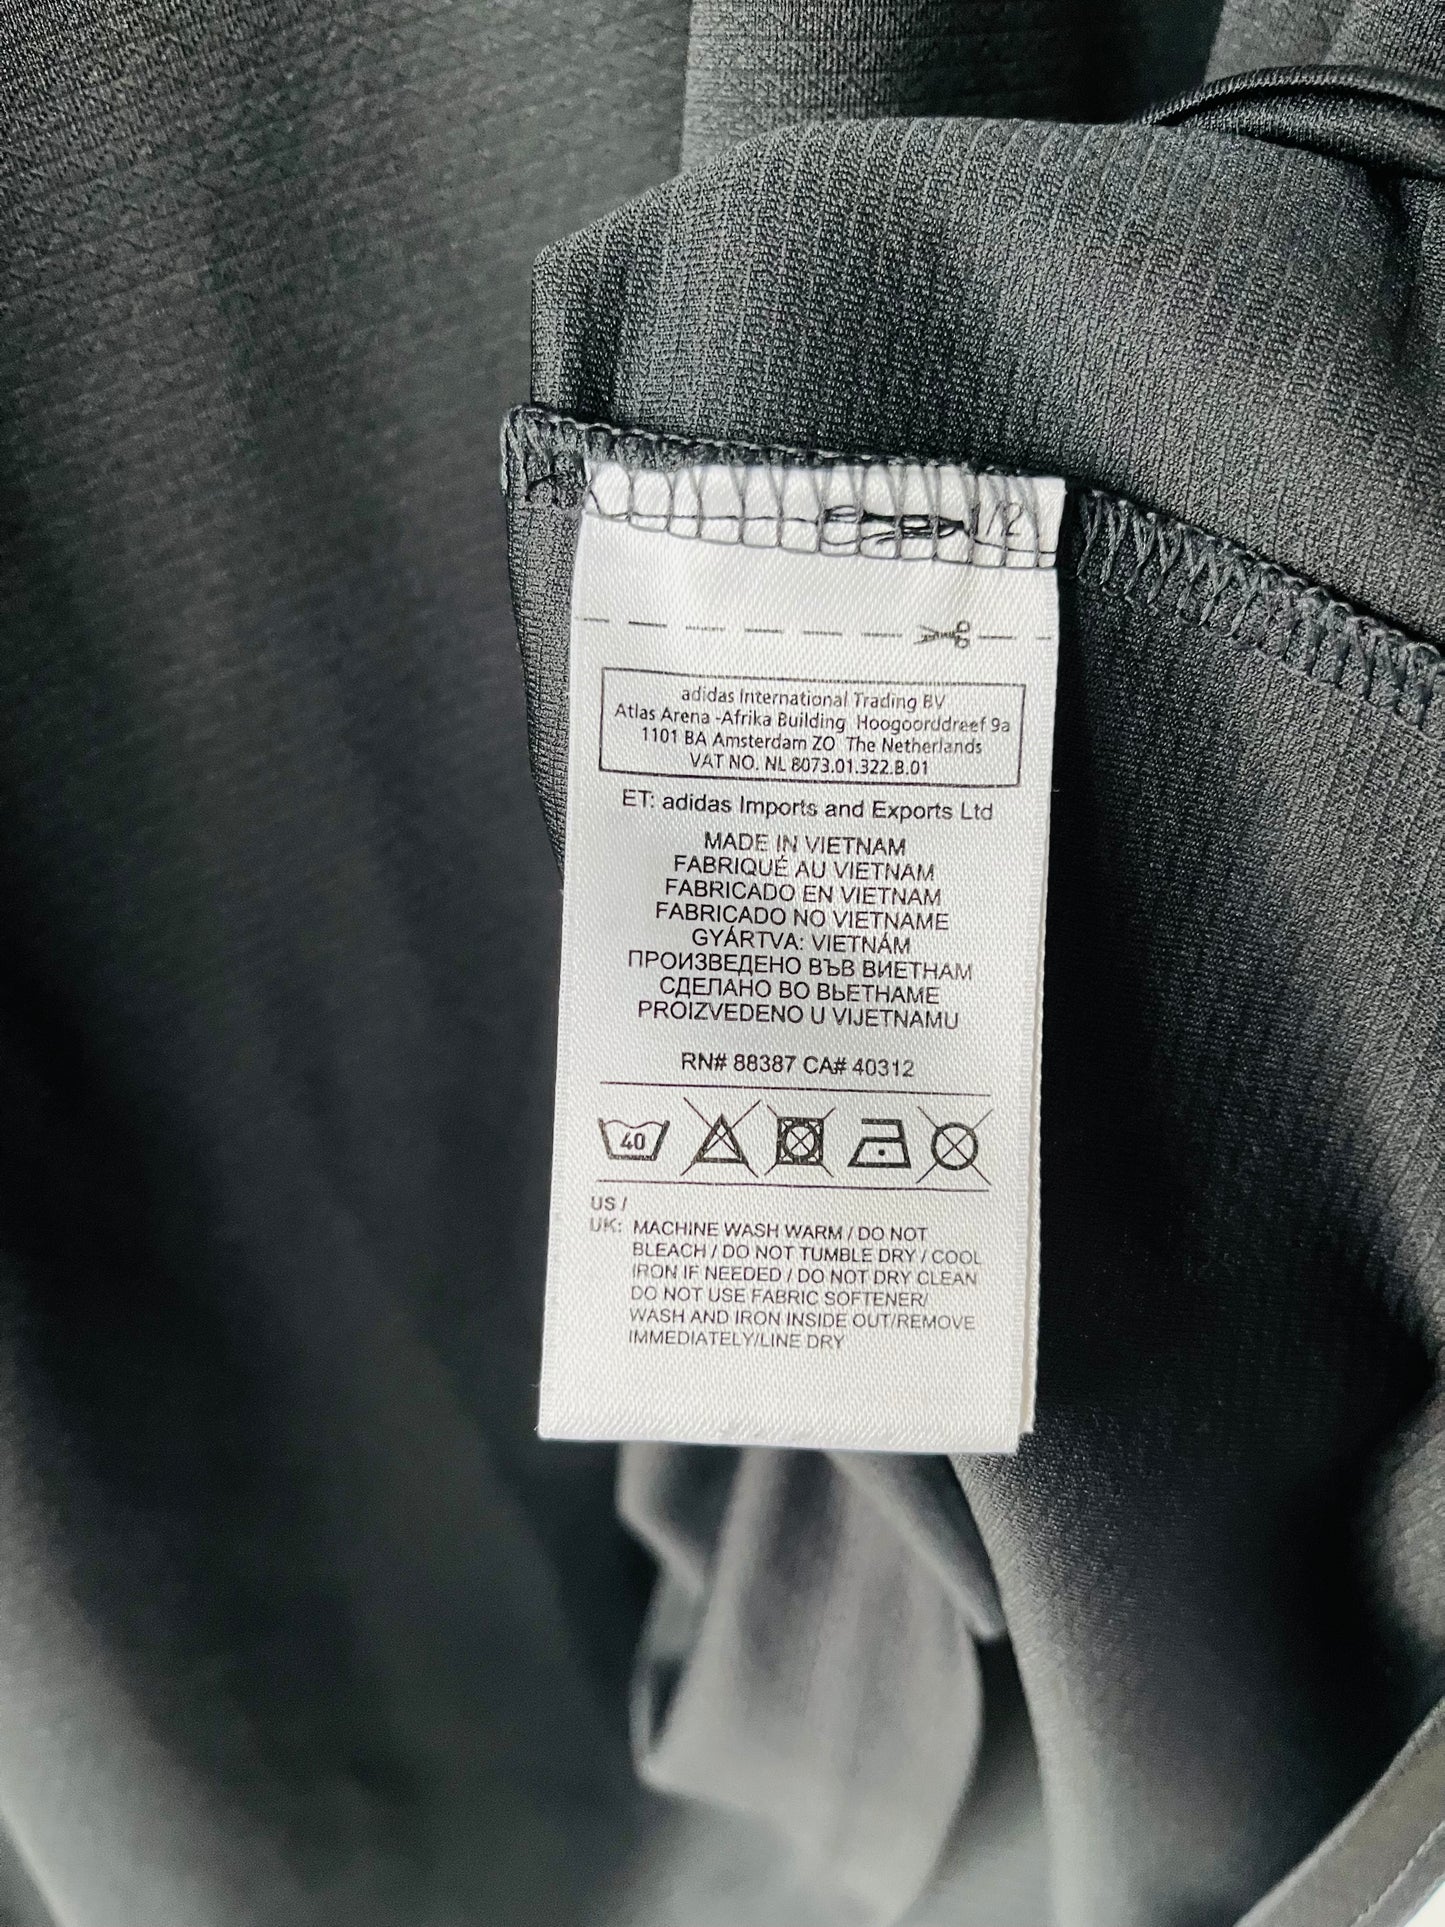 1/2
adidas International Trading BV
Atlas Arena -Afrika Building Hoogoorddreef 9a
1101 BA Amsterdam ZO The Netherlands
VAT NO. NL 8073.01.322.B.01
ET: adidas Imports and Exports Ltd
MADE IN VIETNAM
FABRIQUÉ AU VIETNAM
FABRICADO EN VIETNAM
FABRICADO NO VIETNAME
GYÁRTVA: VIETNÁM
ПРОИЗВЕДЕНО ВЪВ ВИЕТНАМ
СДЕЛАНО ВО ВЬЕТНАМЕ
PROIZVEDENO U VIJETNAMU
RN# 88387 CA# 40312
40
US /
UK: MACHINE WASH WARM / DO NOT
BLEACH / DO NOT TUMBLE DRY / COOL
IRON IF NEEDED / DO NOT DRY CLEAN
DO NOT USE FABRIC SOFTENER/
WASH AND IRON INSIDE OUT/REMOVE
IMMEDIATELY/LINE DRY